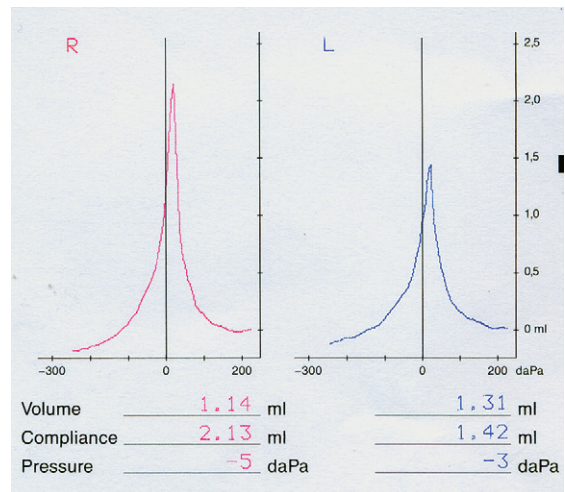 R L
2,5
2,0
1,5
1,0
0,5
0 ml
−300 0 200 −300 0 200 daPa
Volume 1.14 ml 1.31 ml
Compliance 2.13 ml 1.42 ml
Pressure -5 daPa -3 daPa